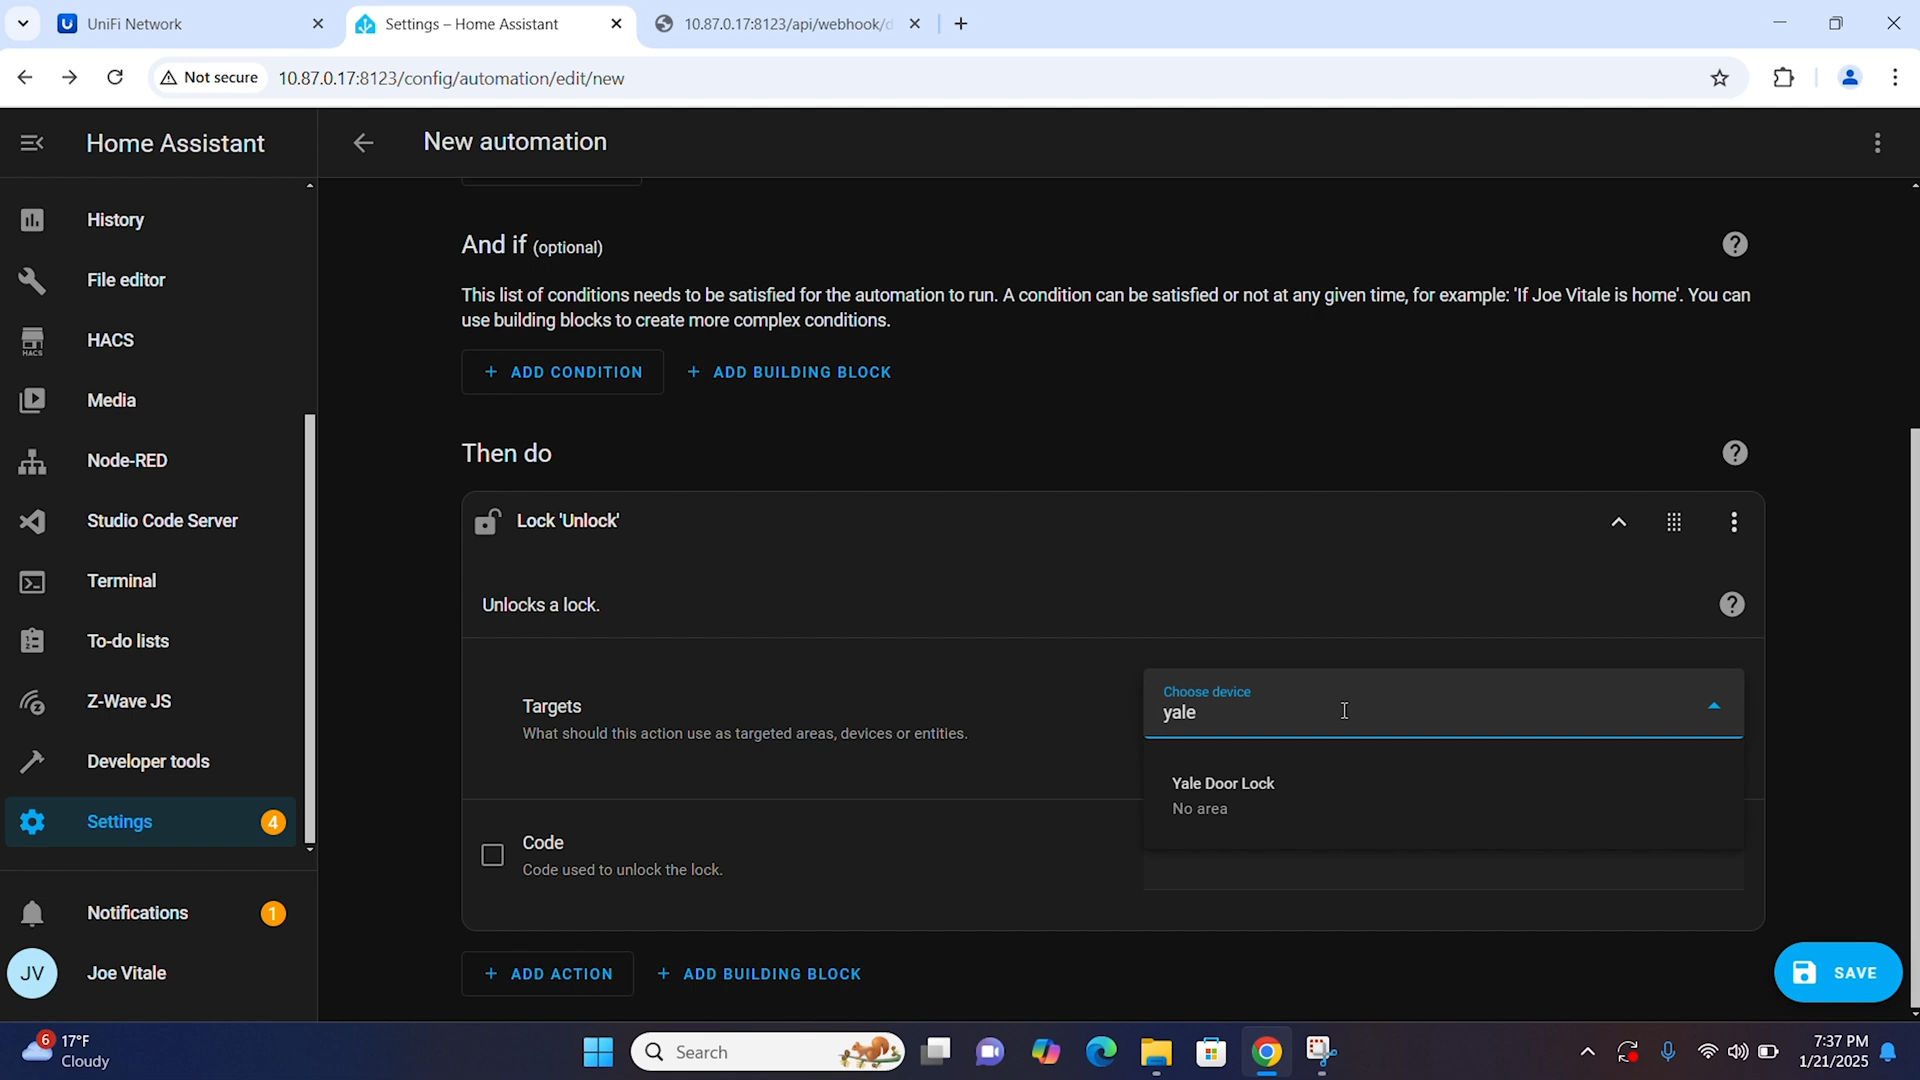 UniFi Network
Settings – Home Assistant
10.87.0.17:8123/api/webhook/d
Not secure
10.87.0.17:8123/config/automation/edit/new
Home Assistant
New automation
History
File editor
HACS
HACS
Media
Node-RED
Studio Code Server
Terminal
To-do lists
Z-Wave JS
Developer tools
Settings
4
Notifications
1
JV
Joe Vitale
And if (optional)
This list of conditions needs to be satisfied for the automation to run. A condition can be satisfied or not at any given time, for example: 'If Joe Vitale is home'. You can
use building blocks to create more complex conditions.
+ ADD CONDITION
+ ADD BUILDING BLOCK
Then do
Lock 'Unlock'
Unlocks a lock.
Targets
What should this action use as targeted areas, devices or entities.
Choose device
yale
Yale Door Lock
No area
Code
Code used to unlock the lock.
+ ADD ACTION
+ ADD BUILDING BLOCK
SAVE
6
17°F
Cloudy
Search
7:37 PM
1/21/2025